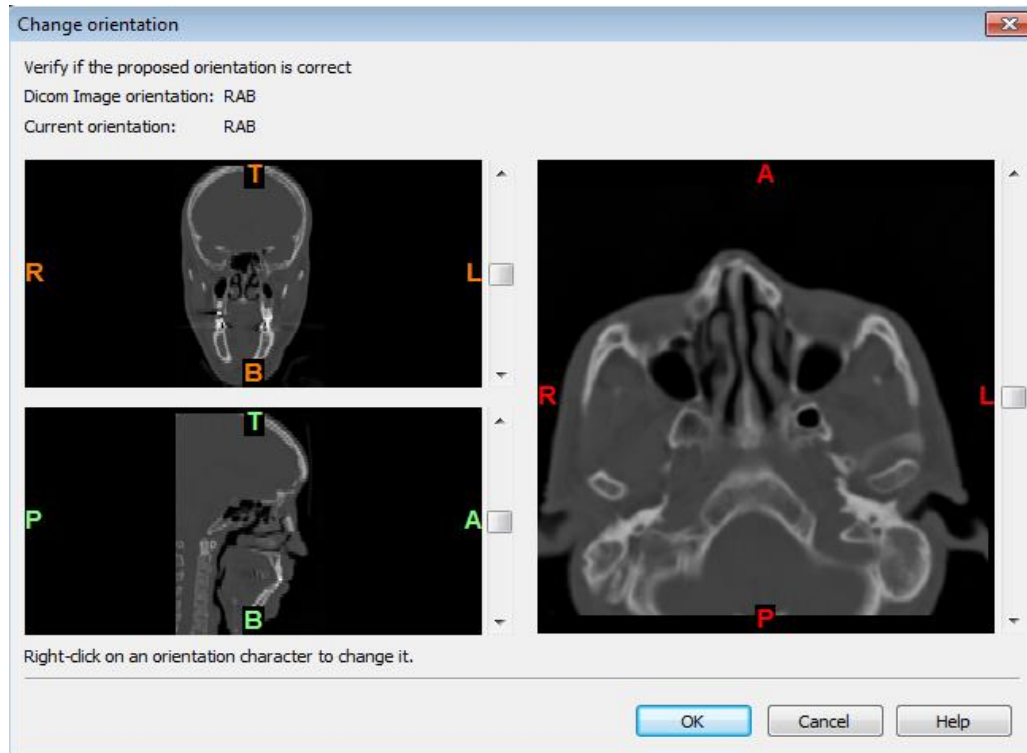 Change orientation
Verify if the proposed orientation is correct
Dicom Image orientation: RAB
Current orientation: RAB
T
R L
B
T
P A
B
A
R L
P
Right-click on an orientation character to change it.
OK Cancel Help